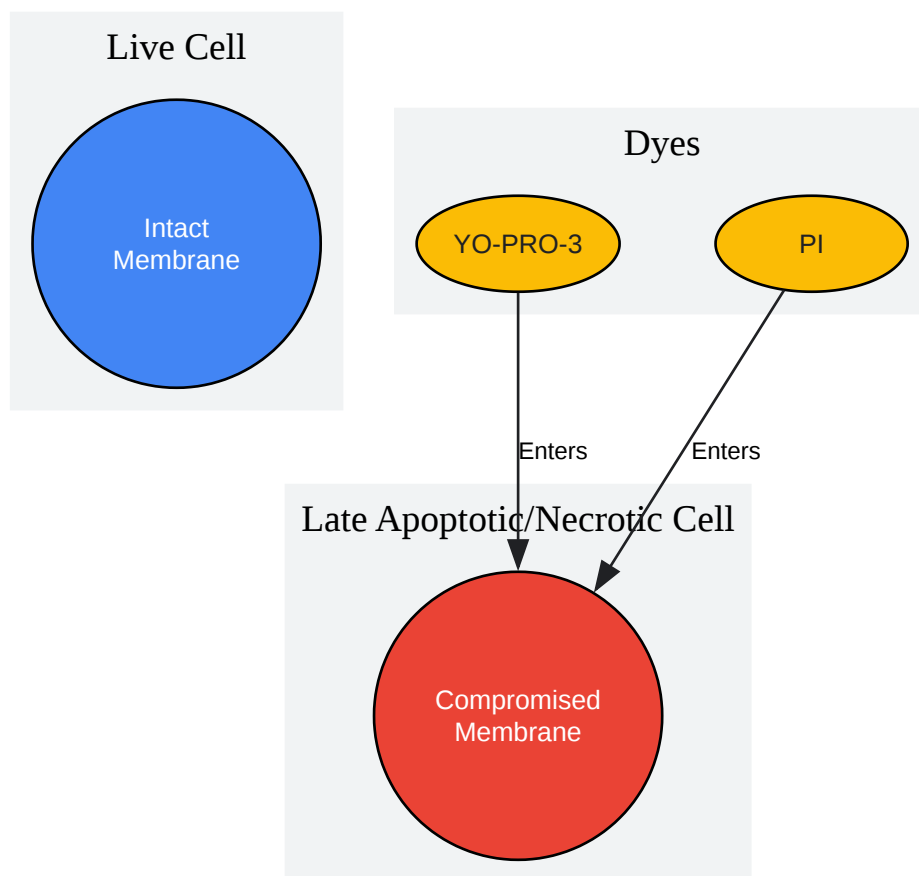 Live Cell
Intact
Membrane
Dyes
YO-PRO-3
PI
Enters
Enters
Late Apoptotic/Necrotic Cell
Compromised
Membrane